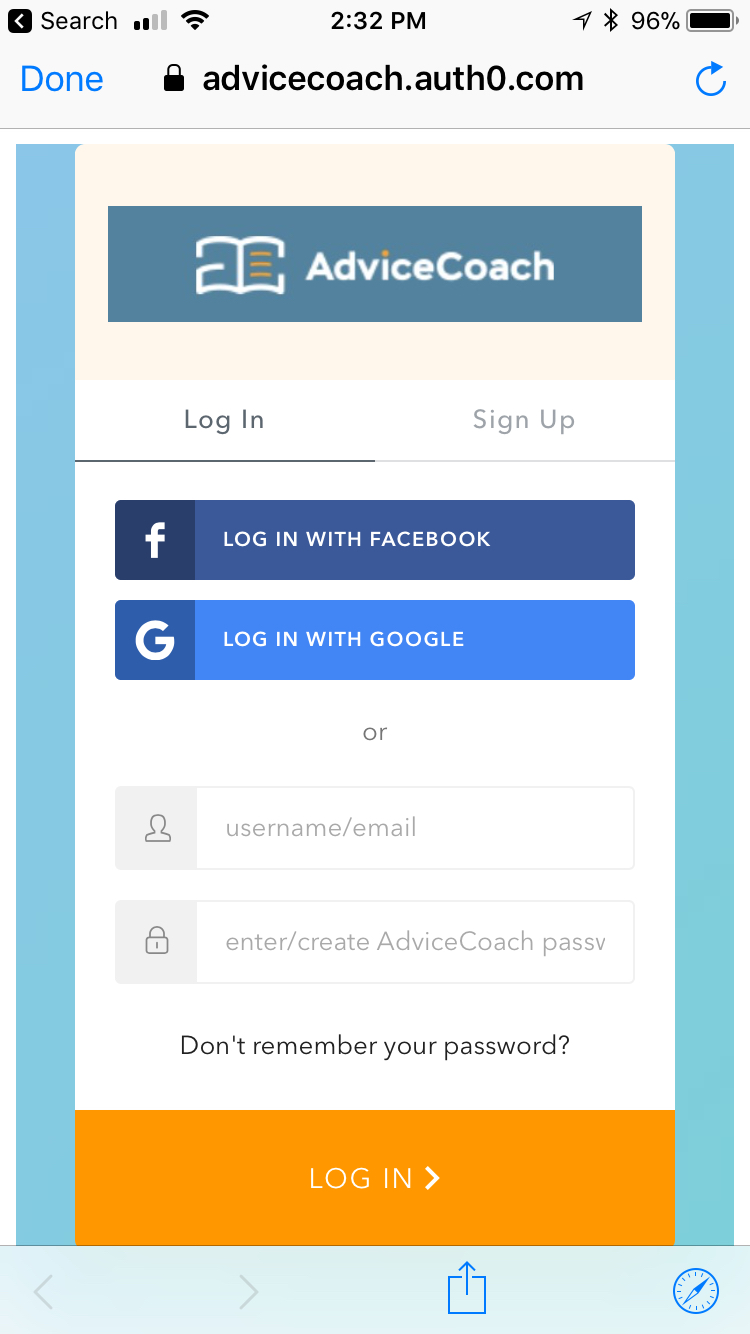 Search 2:32 PM 96%
Done advicecoach.auth0.com
AdviceCoach
Log In Sign Up
f LOG IN WITH FACEBOOK
G LOG IN WITH GOOGLE
or
username/email
enter/create AdviceCoach passw
Don't remember your password?
LOG IN